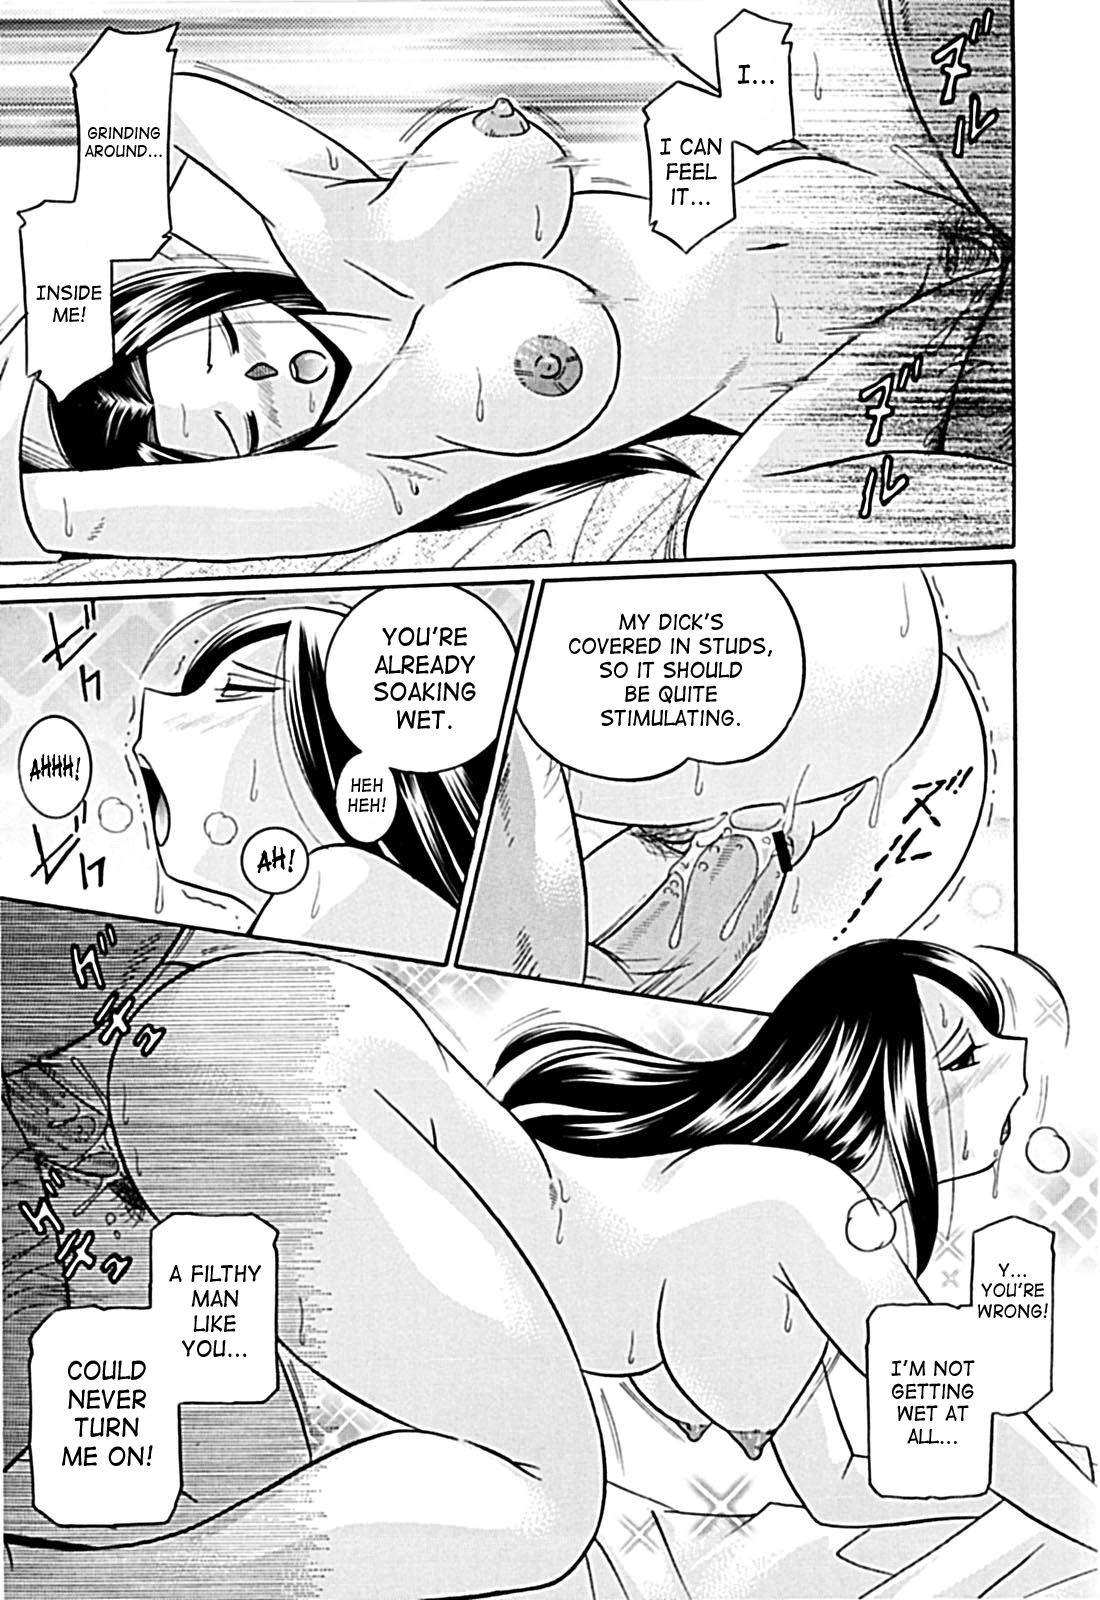 I...
I CAN
FEEL
IT...
GRINDING
AROUND...
INSIDE
ME!
MY DICK'S
COVERED IN STUDS,
SO IT SHOULD
BE QUITE
STIMULATING.
YOU'RE
ALREADY
SOAKING
WET.
HEH
HEH!
AH!
AHHH!
Y...
YOU'RE
WRONG!
I'M NOT
GETTING
WET AT
ALL...
A FILTHY
MAN
LIKE
YOU...
COULD
NEVER
TURN
ME ON!